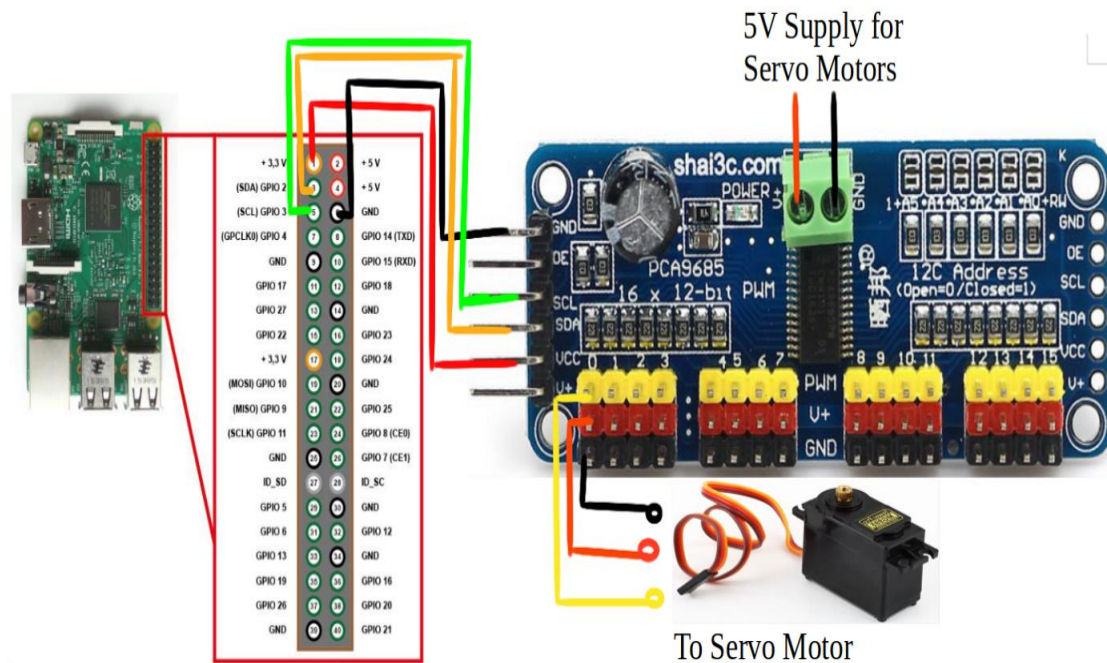 5V Supply for
Servo Motors
+ 3,3 V 1 2 + 5V
(SDA) GPIO 2 3 4 + 5V
(SCL) GPIO 3 5 GND
(GPCLK0) GPIO 4 7 8 GPIO 14 (TXD)
GND 9 10 GPIO 15 (RXD)
GPIO 17 11 12 GPIO 18
GPIO 27 13 14 GND
GPIO 22 15 16 GPIO 23
+ 3,3 V 17 18 GPIO 24
(MOSI) GPIO 10 19 20 GND
(MISO) GPIO 9 21 22 GPIO 25
(SCLK) GPIO 11 23 24 GPIO 8 (CE0)
GND 25 26 GPIO 7 (CE1)
ID_SD 27 28 ID_SC
GPIO 5 29 30 GND
GPIO 6 31 32 GPIO 12
GPIO 13 33 34 GND
GPIO 19 35 36 GPIO 16
GPIO 26 37 38 GPIO 20
GND 39 40 GPIO 21
shai3c.com
POWER
V+
GND
K
GND
OE
SCL
SDA
VCC
V+
PCA9685
16 x 12-bit PWM
12C Address
(Open=0/Closed=1)
GND
OE
SCL
SDA
VCC
V+
0 1 2 3 4 5 6 7 8 9 10 11 12 13 14 15
PWM
V+
GND
To Servo Motor